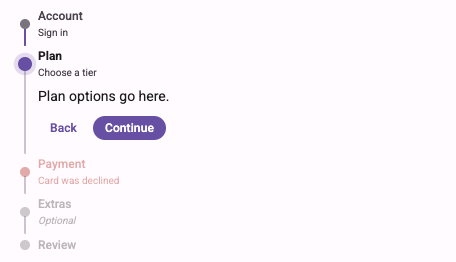 Account
Sign in
Plan
Choose a tier
Plan options go here.
Back Continue
Payment
Card was declined
Extras
Optional
Review